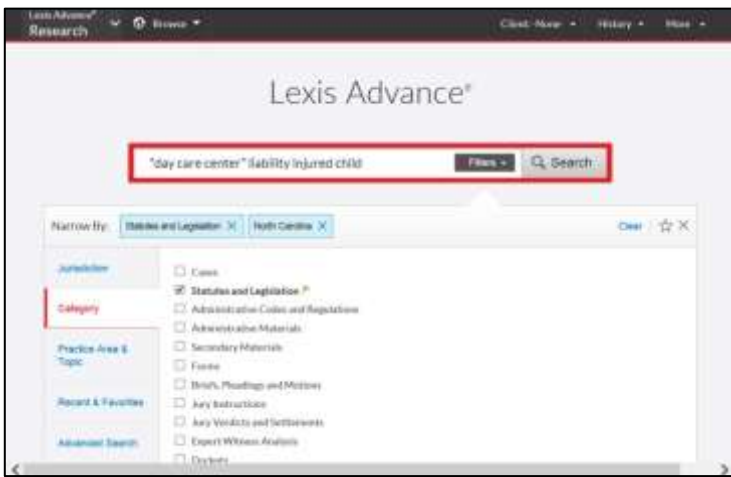 Lexis Advance®
Research
Browse
Client: None
History
More
Lexis Advance®
"day care center" liability injured child
Filters
Search
Narrow By:
Statutes and Legislation
North Carolina
Clear
Jurisdiction
Category
Practice Area &
Topic
Recent & Favorites
Advanced Search
Cases
Statutes and Legislation
Administrative Codes and Regulations
Administrative Materials
Secondary Materials
Forms
Briefs, Pleadings and Motions
Jury Instructions
Jury Verdicts and Settlements
Expert Witness Analysis
Dockets